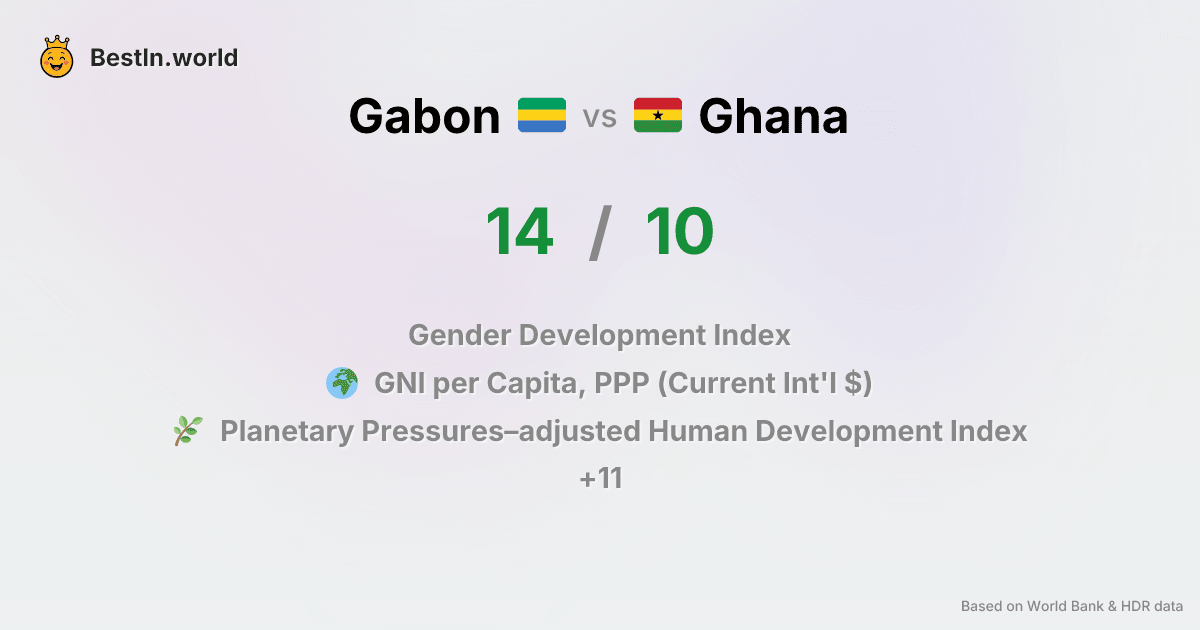 BestIn.world
Gabon vs Ghana
14 / 10
Gender Development Index
GNI per Capita, PPP (Current Int'l $)
Planetary Pressures–adjusted Human Development Index
+11
Based on World Bank & HDR data